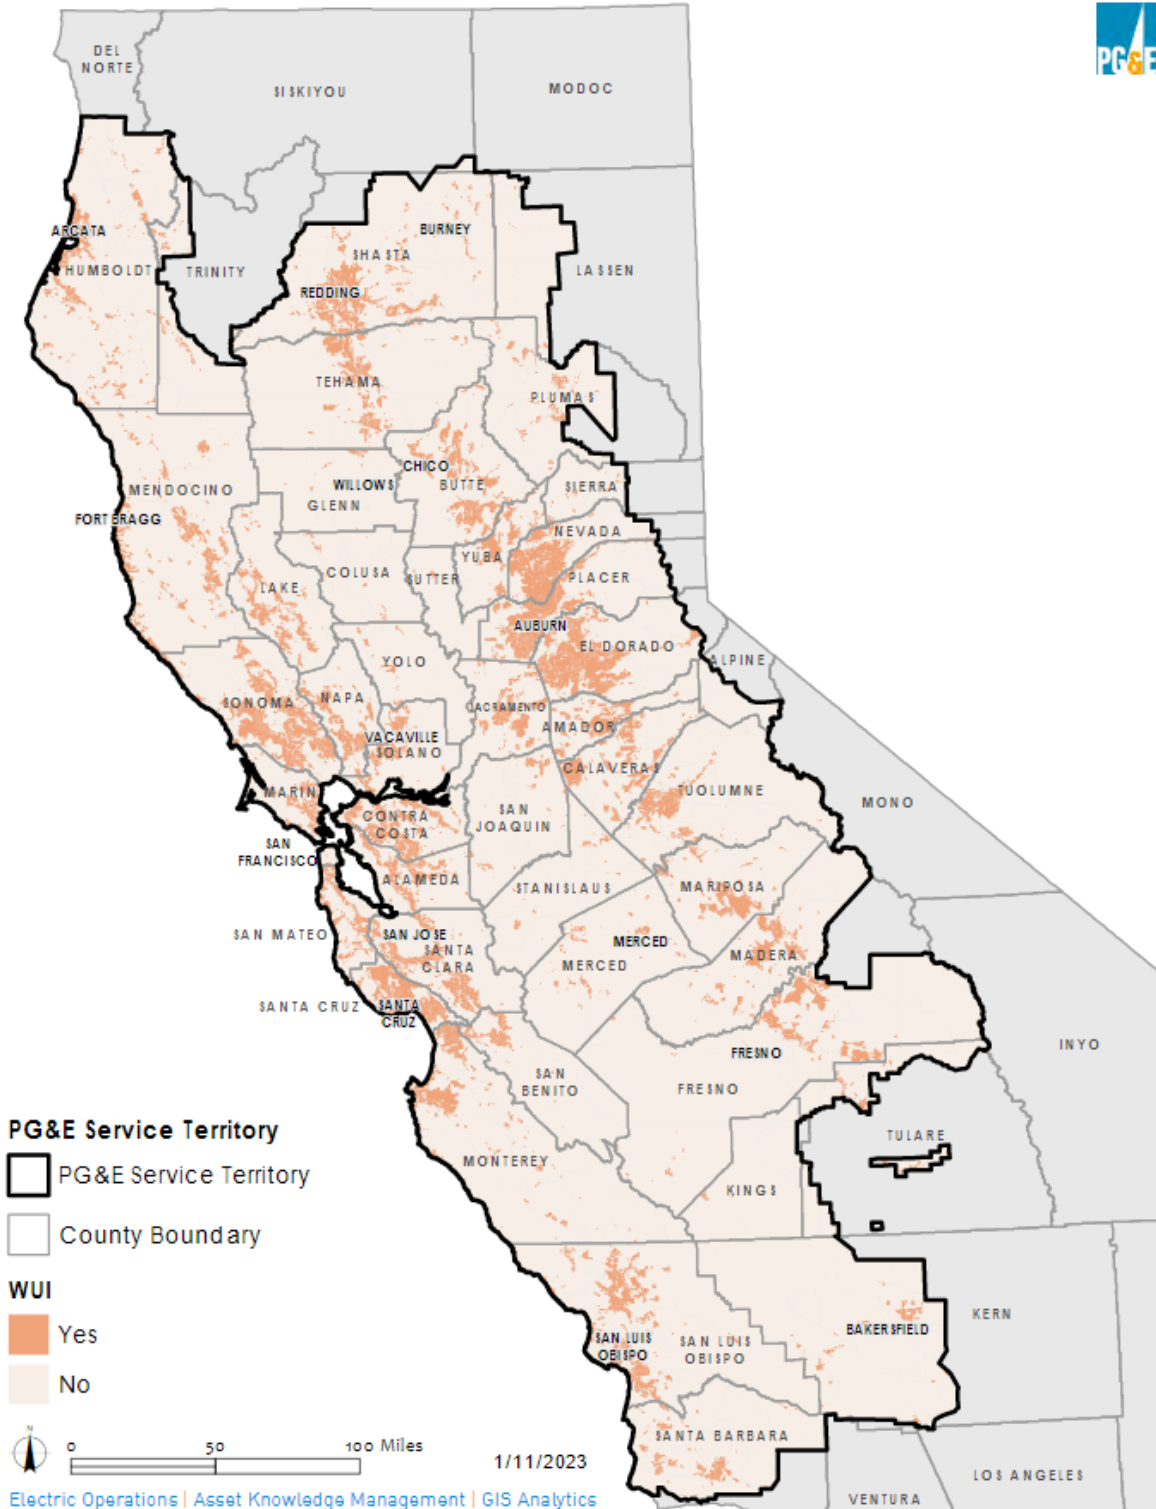 PG&E
DEL
NORTE
SISKIYOU
MODOC
ARCATA
HUMBOLDT
TRINITY
BURNEY
SHASTA
REDDING
LASSEN
TEHAMA
PLUMAS
CHICO
BUTTE
WILLOWS
GLENN
MENDOCINO
FORT BRAGG
SIERRA
NEVADA
YUBA
COLUSA
SUTTER
PLACER
LAKE
AUBURN
EL DORADO
YOLO
ALPINE
SONOMA
NAPA
SACRAMENTO
AMADOR
VACAVILLE
SOLANO
CALAVERAS
TUOLUMNE
MARIN
MONO
CONTRA
COSTA
SAN
JOAQUIN
SAN
FRANCISCO
ALAMEDA
STANISLAUS
MARIPOSA
SAN MATEO
SAN JOSE
SANTA
CLARA
MERCED
MERCED
MADERA
SANTA CRUZ
SANTA
CRUZ
INYO
FRESNO
FRESNO
SAN
BENITO
TULARE
MONTEREY
KINGS
PG&E Service Territory
PG&E Service Territory
County Boundary
WUI
Yes
No
KERN
BAKERSFIELD
SAN LUIS
OBISPO
SAN LUIS
OBISPO
SANTA BARBARA
LOS ANGELES
VENTURA
N
0 50 100 Miles
1/11/2023
Electric Operations | Asset Knowledge Management | GIS Analytics